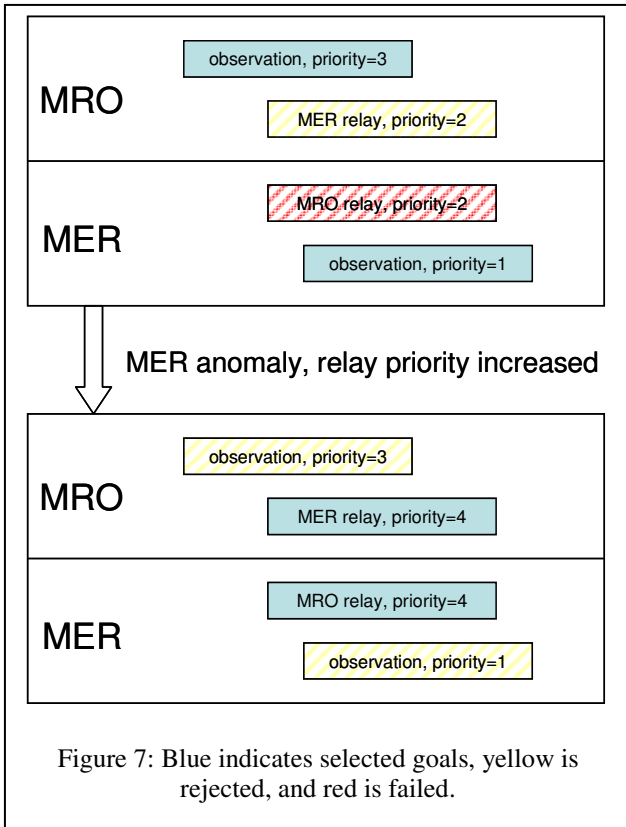 observation, priority=3
MRO
MER relay, priority=2
MRO relay, priority=2
MER
observation, priority=1
MER anomaly, relay priority increased
observation, priority=3
MRO
MER relay, priority=4
MRO relay, priority=4
MER
observation, priority=1
Figure 7: Blue indicates selected goals, yellow is
rejected, and red is failed.